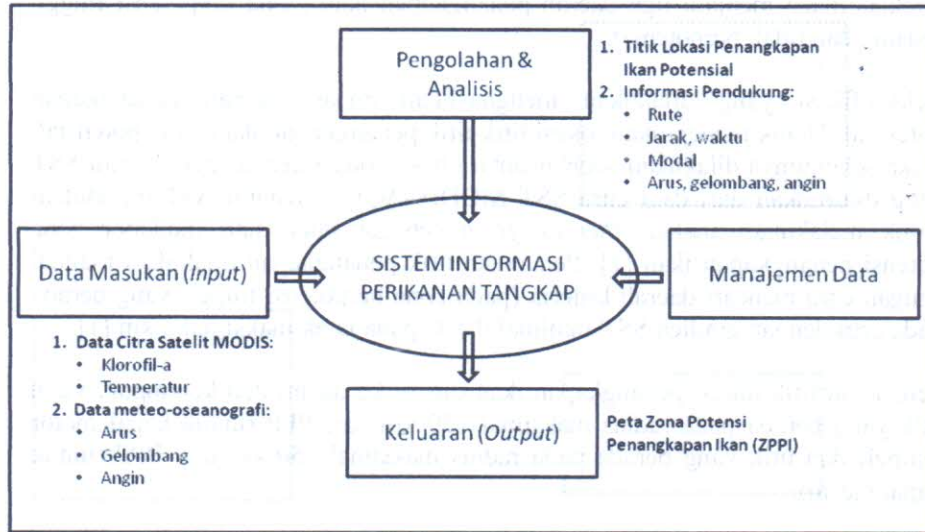 Pengolahan &
Analisis
1. Titik Lokasi Penangkapan
Ikan Potensial
2. Informasi Pendukung:
• Rute
• Jarak, waktu
• Modal
• Arus, gelombang, angin
Data Masukan (Input)
SISTEM INFORMASI
PERIKANAN TANGKAP
Manajemen Data
1. Data Citra Satelit MODIS:
• Klorofil-a
• Temperatur
2. Data meteo-oseanografi:
• Arus
• Gelombang
• Angin
Keluaran (Output)
Peta Zona Potensi
Penangkapan Ikan (ZPPI)